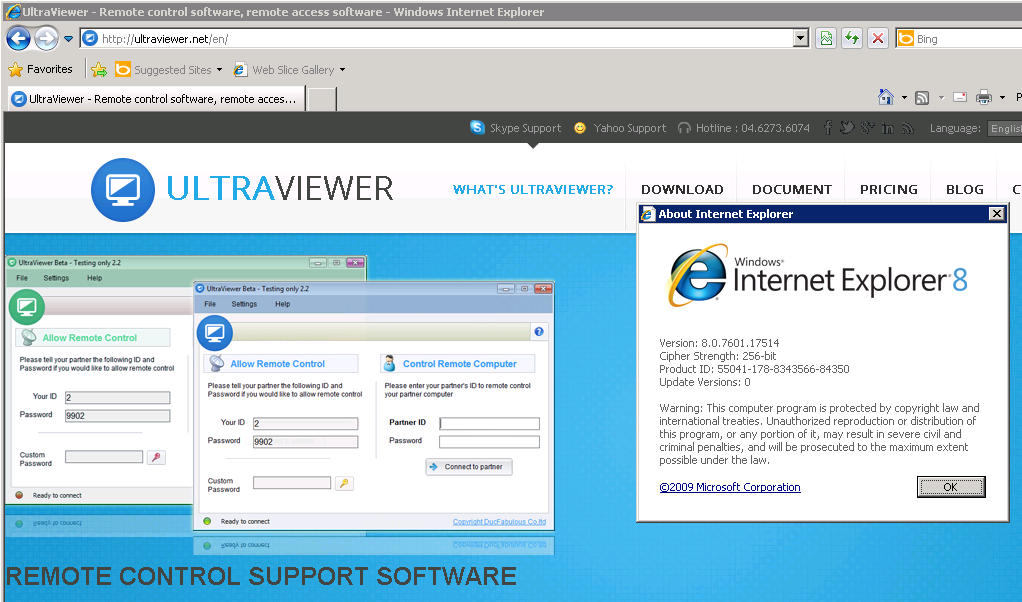 UltraViewer - Remote control software, remote access software - Windows Internet Explorer
http://ultraviewer.net/en/
Bing
Favorites
Suggested Sites
Web Slice Gallery
UltraViewer - Remote control software, remote acces...
P
Skype Support
Yahoo Support
Hotline : 04.6273.6074
Language:
English
ULTRAVIEWER
WHAT'S ULTRAVIEWER?
DOWNLOAD
DOCUMENT
PRICING
BLOG
C
UltraViewer Beta - Testing only 2.2
File Settings Help
Allow Remote Control
Please tell your partner the following ID and
Password if you would like to allow remote control
Your ID 2
Password 9902
Custom
Password
Ready to connect
Ready to connect
UltraViewer Beta - Testing only 2.2
File Settings Help
Allow Remote Control
Please tell your partner the following ID and
Password if you would like to allow remote control
Your ID 2
Password 9902
Custom
Password
Control Remote Computer
Please enter your partner's ID to remote control
your partner computer
Partner ID
Password
Connect to partner
Ready to connect
Copyright DucFabulous Co.ltd
Ready to connect
Copyright DucFabulous Co.ltd
REMOTE CONTROL SUPPORT SOFTWARE
About Internet Explorer
Windows®
Internet Explorer 8
Version: 8.0.7601.17514
Cipher Strength: 256-bit
Product ID: 55041-178-8343566-84350
Update Versions: 0
Warning: This computer program is protected by copyright law and
international treaties. Unauthorized reproduction or distribution of
this program, or any portion of it, may result in severe civil and
criminal penalties, and will be prosecuted to the maximum extent
possible under the law.
©2009 Microsoft Corporation
OK